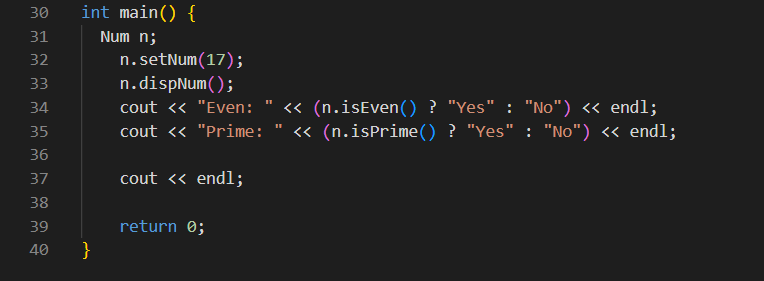 30 int main() {
31   Num n;
32     n.setNum(17);
33     n.dispNum();
34     cout << "Even: " << (n.isEven() ? "Yes" : "No") << endl;
35     cout << "Prime: " << (n.isPrime() ? "Yes" : "No") << endl;
36
37     cout << endl;
38
39     return 0;
40 }